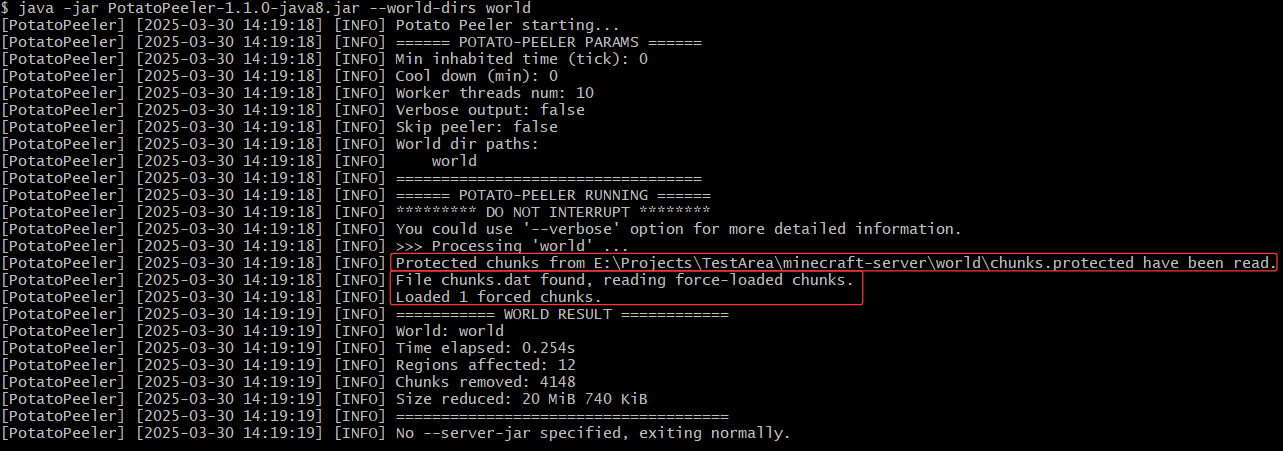 $ java -jar PotatoPeeler-1.1.0-java8.jar --world-dirs world
[PotatoPeeler] [2025-03-30 14:19:18] [INFO] Potato Peeler starting...
[PotatoPeeler] [2025-03-30 14:19:18] [INFO] ====== POTATO-PEELER PARAMS ======
[PotatoPeeler] [2025-03-30 14:19:18] [INFO] Min inhabited time (tick): 0
[PotatoPeeler] [2025-03-30 14:19:18] [INFO] Cool down (min): 0
[PotatoPeeler] [2025-03-30 14:19:18] [INFO] Worker threads num: 10
[PotatoPeeler] [2025-03-30 14:19:18] [INFO] Verbose output: false
[PotatoPeeler] [2025-03-30 14:19:18] [INFO] Skip peeler: false
[PotatoPeeler] [2025-03-30 14:19:18] [INFO] World dir paths:
[PotatoPeeler] [2025-03-30 14:19:18] [INFO]     world
[PotatoPeeler] [2025-03-30 14:19:18] [INFO] ==================================
[PotatoPeeler] [2025-03-30 14:19:18] [INFO] ====== POTATO-PEELER RUNNING ======
[PotatoPeeler] [2025-03-30 14:19:18] [INFO] ********* DO NOT INTERRUPT ********
[PotatoPeeler] [2025-03-30 14:19:18] [INFO] You could use '--verbose' option for more detailed information.
[PotatoPeeler] [2025-03-30 14:19:18] [INFO] >>> Processing 'world' ...
[PotatoPeeler] [2025-03-30 14:19:18] [INFO] Protected chunks from E:\Projects\TestArea\minecraft-server\world\chunks.protected have been read.
[PotatoPeeler] [2025-03-30 14:19:18] [INFO] File chunks.dat found, reading force-loaded chunks.
[PotatoPeeler] [2025-03-30 14:19:18] [INFO] Loaded 1 forced chunks.
[PotatoPeeler] [2025-03-30 14:19:19] [INFO] =========== WORLD RESULT ============
[PotatoPeeler] [2025-03-30 14:19:19] [INFO] World: world
[PotatoPeeler] [2025-03-30 14:19:19] [INFO] Time elapsed: 0.254s
[PotatoPeeler] [2025-03-30 14:19:19] [INFO] Regions affected: 12
[PotatoPeeler] [2025-03-30 14:19:19] [INFO] Chunks removed: 4148
[PotatoPeeler] [2025-03-30 14:19:19] [INFO] Size reduced: 20 MiB 740 KiB
[PotatoPeeler] [2025-03-30 14:19:19] [INFO] =====================================
[PotatoPeeler] [2025-03-30 14:19:19] [INFO] No --server-jar specified, exiting normally.